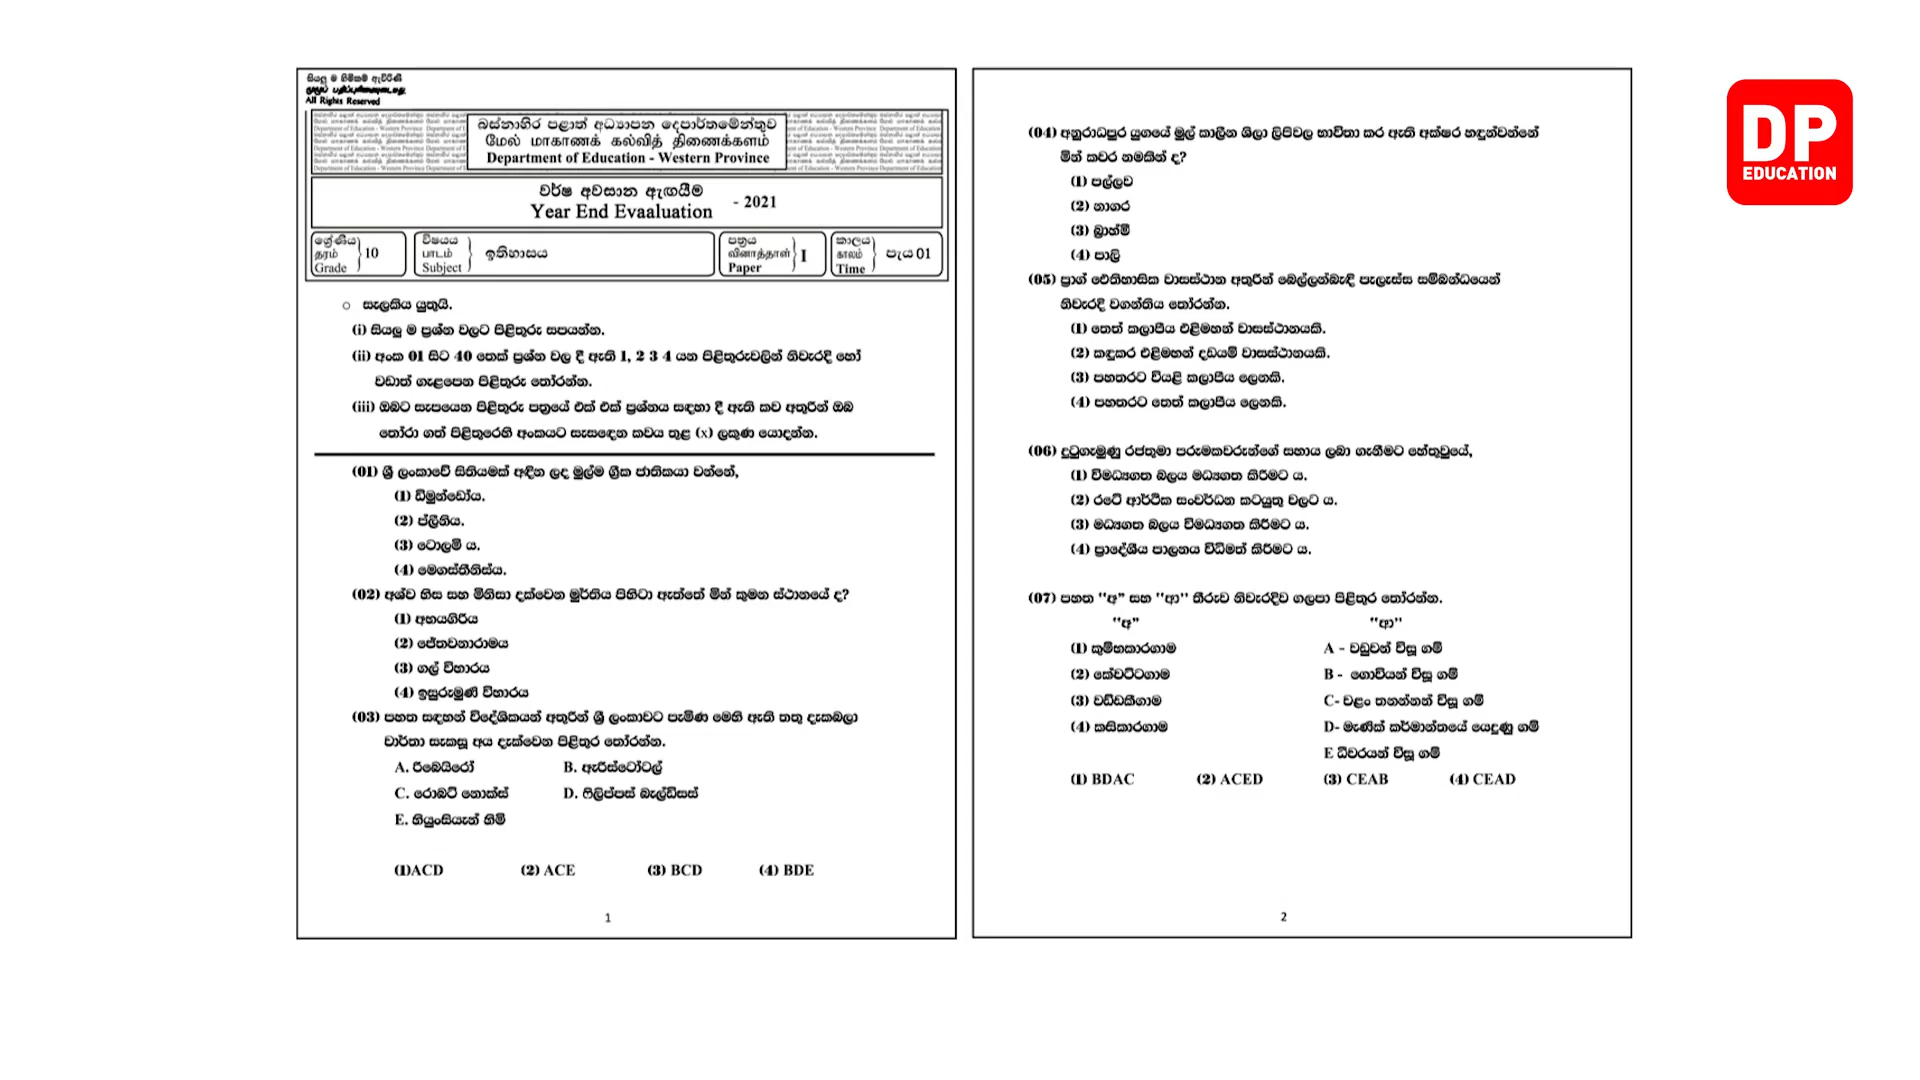 සියලු ම හිමිකම් ඇවිරිණි
All Rights Reserved
බස්නාහිර පළාත් අධ්‍යාපන දෙපාර්තමේන්තුව
மேல் மாகாணக் கல்வித் திணைக்களம்
Department of Education - Western Province
වර්ෂ අවසාන ඇගයීම
Year End Evaaluation - 2021
ශ්‍රේණිය தரம் Grade 10
විෂයය பாடம் Subject ඉතිහාසය
පත්‍රය வினாத்தாள் Paper I
කාලය காலம் Time පැය 01
○ සැලකිය යුතුයි.
(i) සියලු ම ප්‍රශ්න වලට පිළිතුරු සපයන්න.
(ii) අංක 01 සිට 40 තෙක් ප්‍රශ්න වල දී ඇති 1, 2 3 4 යන පිළිතුරුවලින් නිවැරදි හෝ
වඩාත් ගැළපෙන පිළිතුරු තෝරන්න.
(iii) ඔබට සැපයෙන පිළිතුරු පත්‍රයේ එක් එක් ප්‍රශ්නය සඳහා දී ඇති කව අතුරින් ඔබ
තෝරා ගත් පිළිතුරෙහි අංකයට සැසඳෙන කවය තුළ (x) ලකුණ යොදන්න.
(01) ශ්‍රී ලංකාවේ සිතියමක් අඳින ලද මුල්ම ග්‍රීක ජාතිකයා වන්නේ,
(1) ඩිමුන්ඩෝය.
(2) ප්ලීනිය.
(3) ටොලමි ය.
(4) මෙගස්තීනිස්ය.
(02) අශ්ව හිස සහ මිනිසා දැක්වෙන මූර්තිය පිහිටා ඇත්තේ මින් කුමන ස්ථානයේ ද?
(1) අභයගිරිය
(2) ජේතවනාරාමය
(3) ගල් විහාරය
(4) ඉසුරුමුණි විහාරය
(03) පහත සඳහන් විදේශිකයන් අතුරින් ශ්‍රී ලංකාවට පැමිණ මෙහි ඇති තතු දැකබලා
වාර්තා සැකසූ අය දැක්වෙන පිළිතුර තෝරන්න.
A. රිබෙයිරෝ B. ඇරිස්ටෝටල්
C. රොබට් නොක්ස් D. ෆිලිප්පස් බැල්ඩියස්
E. හියුංසියැන් හිමි
(1)ACD (2) ACE (3) BCD (4) BDE
1
(04) අනුරාධපුර යුගයේ මුල් කාලීන ශිලා ලිපිවල භාවිතා කර ඇති අක්ෂර හඳුන්වන්නේ
මින් කවර නමකින් ද?
(1) පල්ලව
(2) නාගර
(3) බ්‍රාහ්මී
(4) පාලි
(05) ප්‍රාග් ඓතිහාසික වාසස්ථාන අතුරින් බෙල්ලන්බැඳි පැලැස්ස සම්බන්ධයෙන්
නිවැරදි වගන්තිය තෝරන්න.
(1) තෙත් කලාපීය එළිමහන් වාසස්ථානයකි.
(2) කඳුකර එළිමහන් දඩයම් වාසස්ථානයකි.
(3) පහතරට වියළි කලාපීය ලෙනකි.
(4) පහතරට තෙත් කලාපීය ලෙනකි.
(06) දුටුගැමුණු රජතුමා පරුමකවරුන්ගේ සහාය ලබා ගැනීමට හේතුවුයේ,
(1) විමධ්‍යගත බලය මධ්‍යගත කිරීමට ය.
(2) රටේ ආර්ථික සංවර්ධන කටයුතු වලට ය.
(3) මධ්‍යගත බලය විමධ්‍යගත කිරීමට ය.
(4) ප්‍රාදේශීය පාලනය විධිමත් කිරීමට ය.
(07) පහත "අ" සහ "ආ" තීරුව නිවැරදිව ගලපා පිළිතුර තෝරන්න.
"අ" "ආ"
(1) කුම්භකාරගාම A - වඩුවන් විසූ ගම්
(2) කේවට්ටගාම B - ගොවියන් විසූ ගම්
(3) වඩ්ඩකීගාම C- වළං තනන්නන් විසූ ගම්
(4) කසිකාරගාම D- මැණික් කර්මාන්තයේ යෙදුණු ගම්
E ධීවරයන් විසූ ගම්
(1) BDAC (2) ACED (3) CEAB (4) CEAD
2
DP
EDUCATION